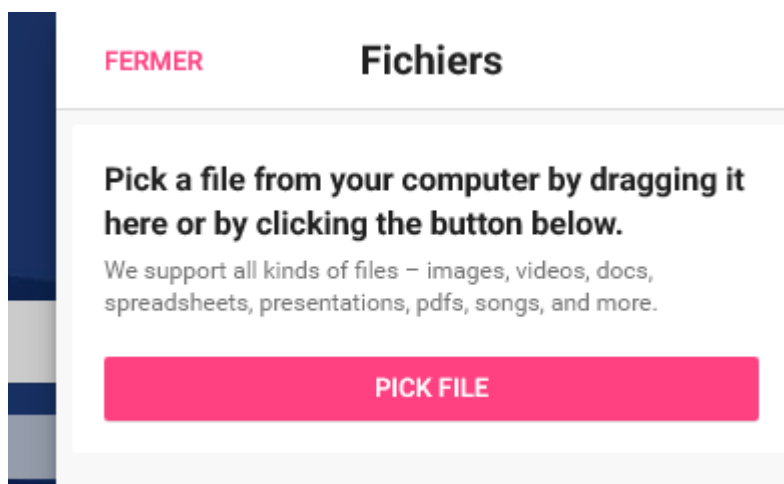 FERMER
Fichiers
Pick a file from your computer by dragging it
here or by clicking the button below.
We support all kinds of files – images, videos, docs,
spreadsheets, presentations, pdfs, songs, and more.
PICK FILE